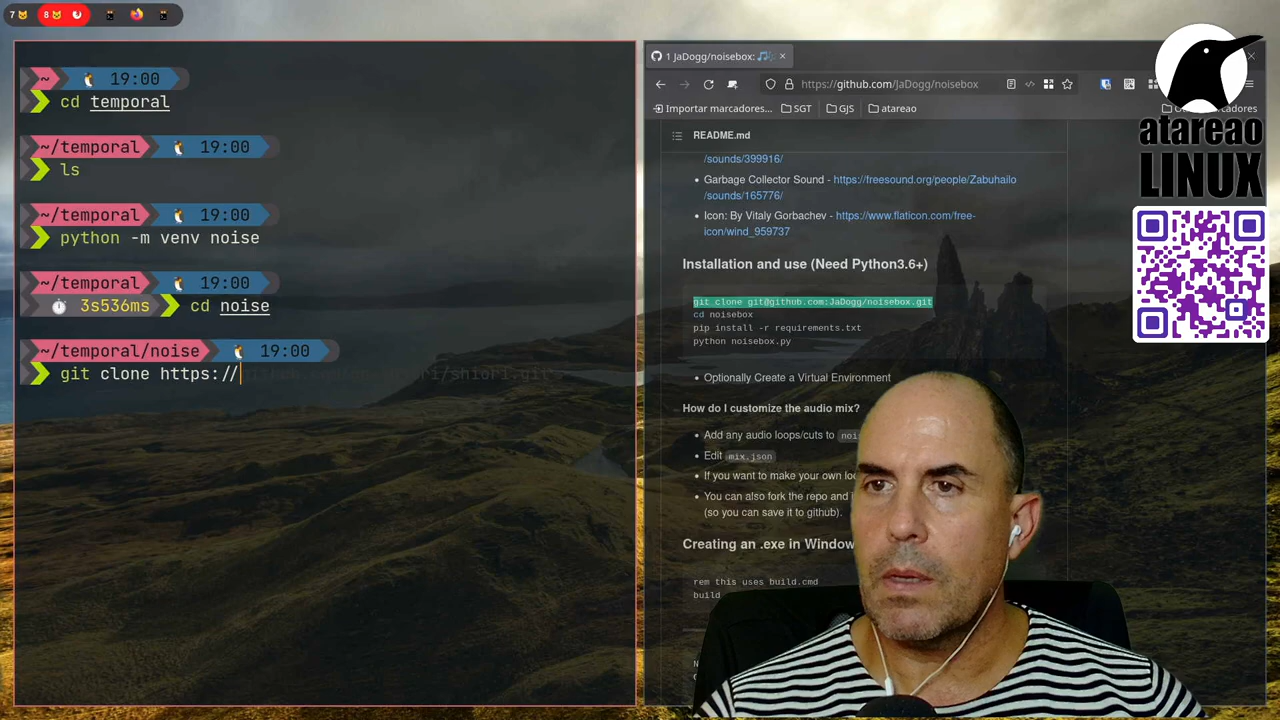 7
8
~ 19:00
cd temporal
~/temporal 19:00
ls
~/temporal 19:00
python -m venv noise
~/temporal 19:00
3s536ms cd noise
~/temporal/noise 19:00
git clone https://
1 JaDogg/noisebox:
https://github.com/JaDogg/noisebox
Importar marcadores...
SGT
GJS
atareao
README.md
/sounds/399916/
• Garbage Collector Sound - https://freesound.org/people/Zabuhailo
/sounds/165776/
• Icon: By Vitaly Gorbachev - https://www.flaticon.com/free-
icon/wind_959737
Installation and use (Need Python3.6+)
git clone git@github.com:JaDogg/noisebox.git
cd noisebox
pip install -r requirements.txt
python noisebox.py
• Optionally Create a Virtual Environment
How do I customize the audio mix?
• Add any audio loops/cuts to noi
• Edit mix.json
• If you want to make your own loo
• You can also fork the repo and i
(so you can save it to github).
Creating an .exe in Window
rem this uses build.cmd
build
atareao
LINUX